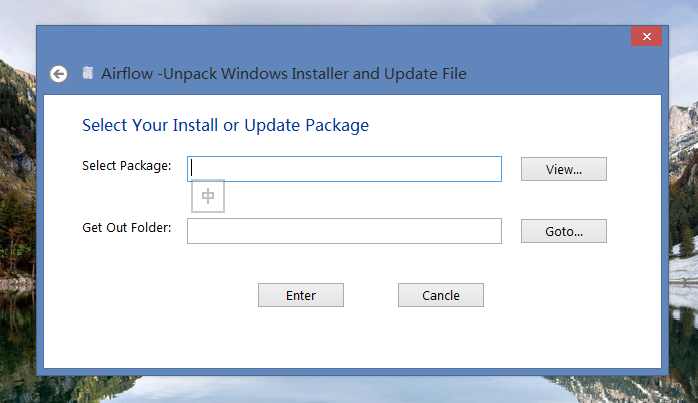 Airflow -Unpack Windows Installer and Update File
Select Your Install or Update Package
Select Package:
View...
中
Get Out Folder:
Goto...
Enter
Cancle